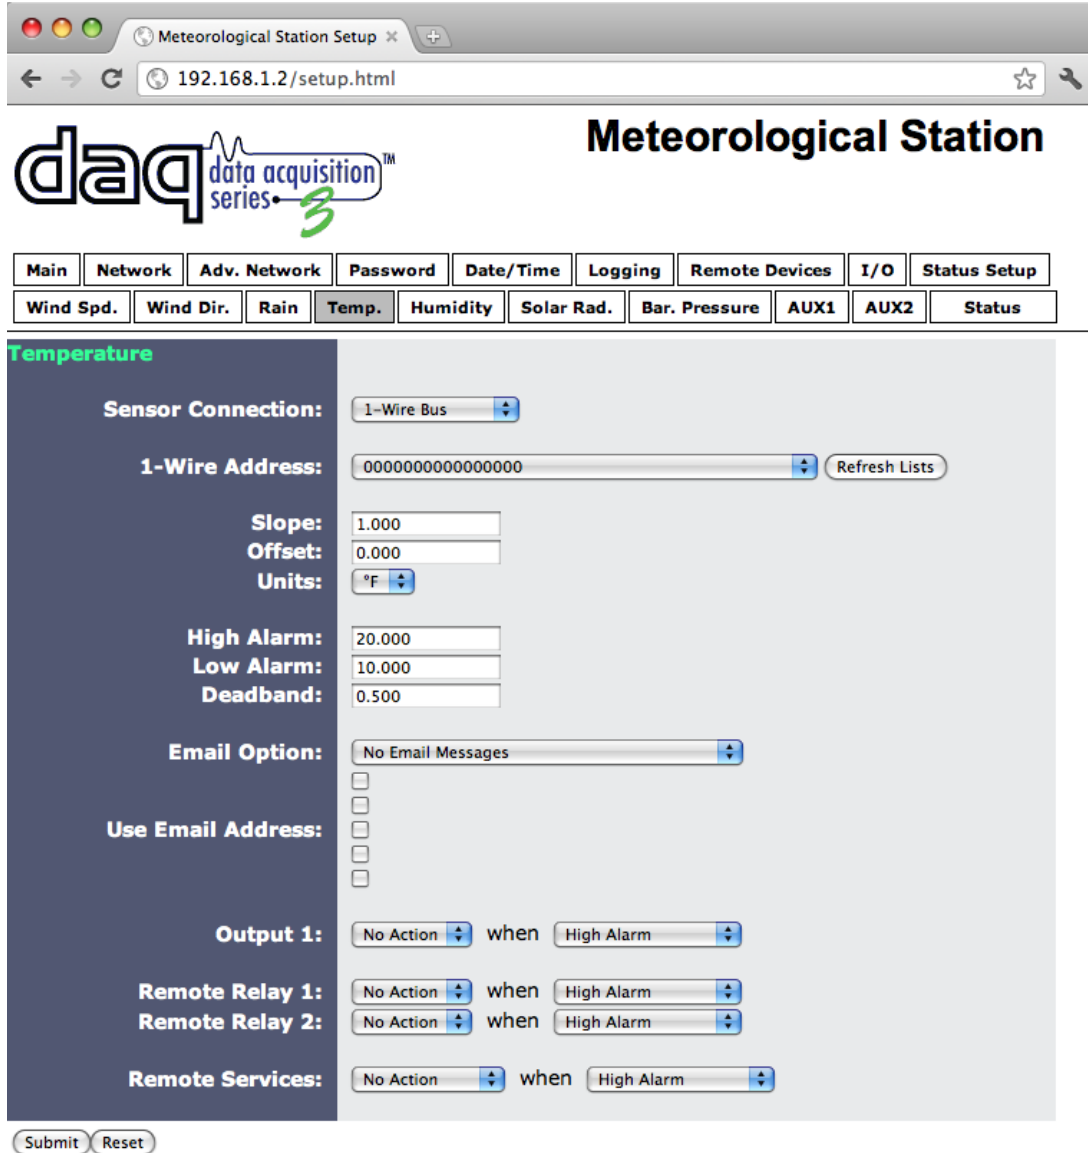 Meteorological Station Setup
192.168.1.2/setup.html
daq data acquisition series 3 TM
Meteorological Station
Main Network Adv. Network Password Date/Time Logging Remote Devices I/O Status Setup
Wind Spd. Wind Dir. Rain Temp. Humidity Solar Rad. Bar. Pressure AUX1 AUX2 Status
Temperature
Sensor Connection: 1-Wire Bus
1-Wire Address: 0000000000000000 Refresh Lists
Slope: 1.000
Offset: 0.000
Units: °F
High Alarm: 20.000
Low Alarm: 10.000
Deadband: 0.500
Email Option: No Email Messages
Use Email Address:
Output 1: No Action when High Alarm
Remote Relay 1: No Action when High Alarm
Remote Relay 2: No Action when High Alarm
Remote Services: No Action when High Alarm
Submit Reset